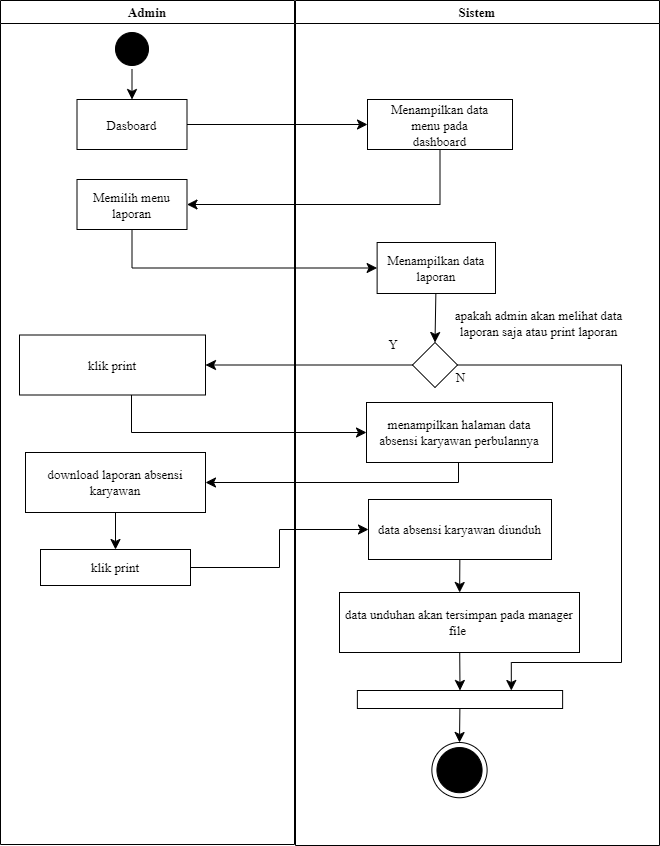 Admin
Sistem
Dasboard
Menampilkan data
menu pada
dashboard
Memilih menu
laporan
Menampilkan data
laporan
apakah admin akan melihat data
laporan saja atau print laporan
Y
N
klik print
menampilkan halaman data
absensi karyawan perbulannya
download laporan absensi
karyawan
data absensi karyawan diunduh
klik print
data unduhan akan tersimpan pada manager
file